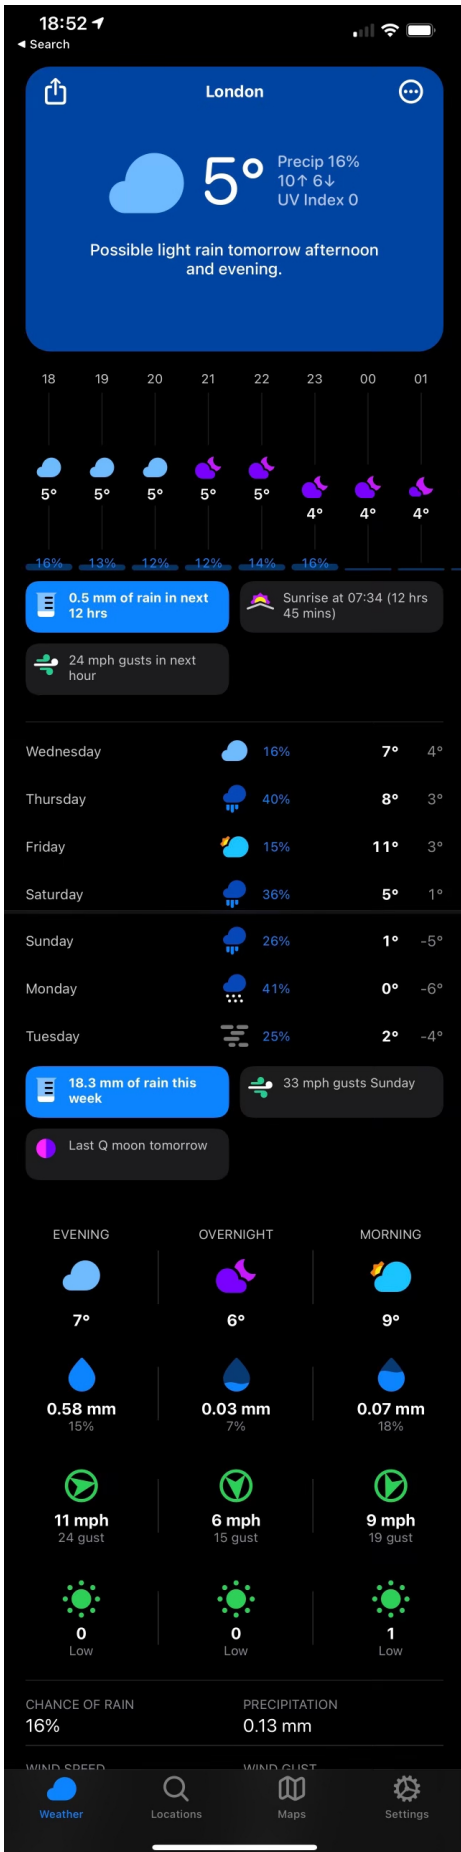 18:52
◀ Search
London
5°
Precip 16%
10↑ 6↓
UV Index 0
Possible light rain tomorrow afternoon
and evening.
18 19 20 21 22 23 00 01
5° 5° 5° 5° 5° 4° 4° 4°
16% 13% 12% 12% 14% 16%
0.5 mm of rain in next
12 hrs
Sunrise at 07:34 (12 hrs
45 mins)
24 mph gusts in next
hour
Wednesday 16% 7° 4°
Thursday 40% 8° 3°
Friday 15% 11° 3°
Saturday 36% 5° 1°
Sunday 26% 1° -5°
Monday 41% 0° -6°
Tuesday 25% 2° -4°
18.3 mm of rain this
week
33 mph gusts Sunday
Last Q moon tomorrow
EVENING OVERNIGHT MORNING
7° 6° 9°
0.58 mm 0.03 mm 0.07 mm
15% 7% 18%
11 mph 6 mph 9 mph
24 gust 15 gust 19 gust
0 0 1
Low Low Low
CHANCE OF RAIN PRECIPITATION
16% 0.13 mm
WIND SPEED WIND GUST
Weather Locations Maps Settings